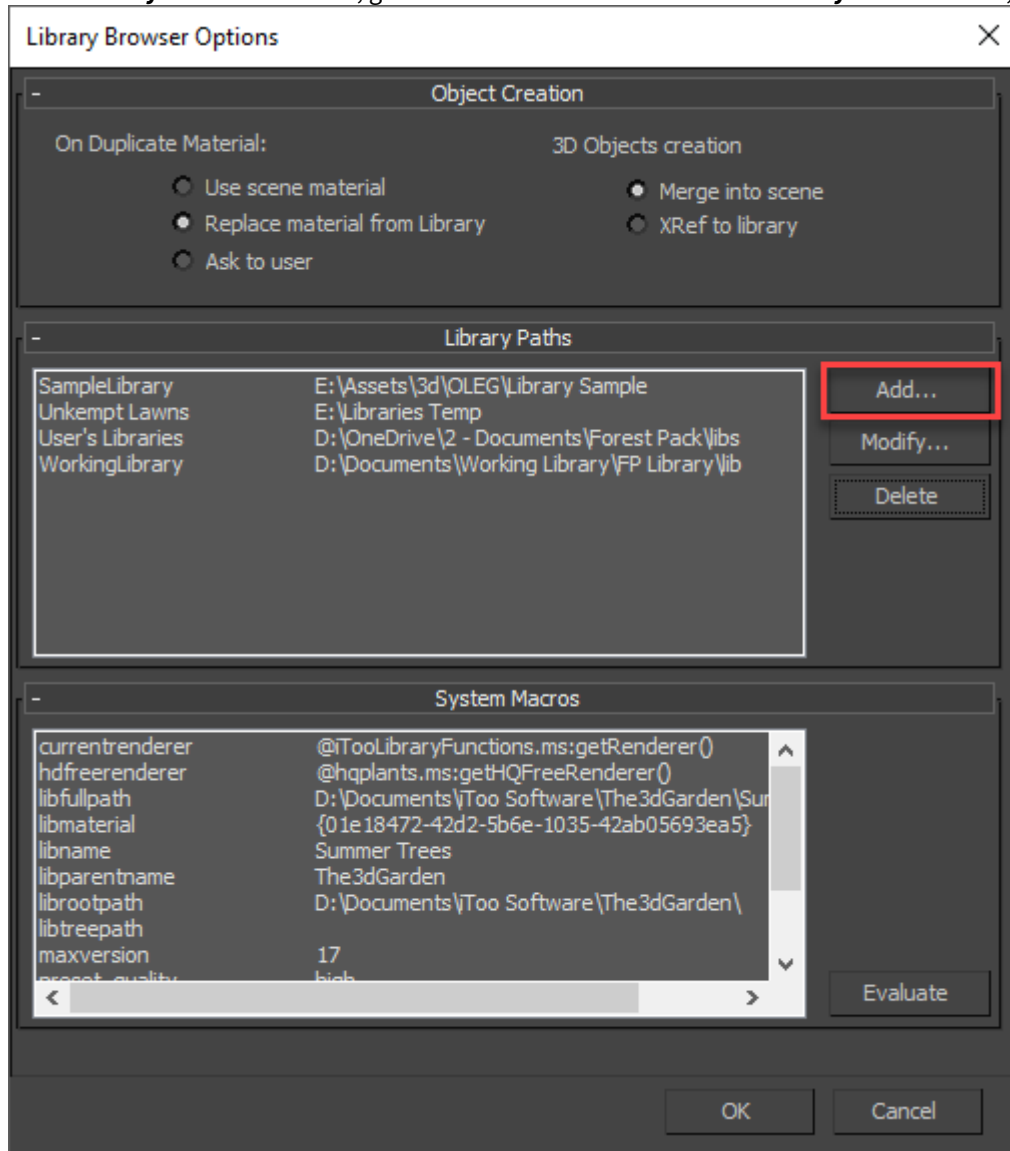 Library Browser Options
Object Creation
On Duplicate Material:
3D Objects creation
Use scene material
Merge into scene
Replace material from Library
XRef to library
Ask to user
Library Paths
SampleLibrary E:\Assets\3d\OLEG\Library Sample
Unkempt Lawns E:\Libraries Temp
User's Libraries D:\OneDrive\2 - Documents\Forest Pack\libs
WorkingLibrary D:\Documents\Working Library\FP Library\lib
Add...
Modify...
Delete
System Macros
currentrenderer @iTooLibraryFunctions.ms:getRenderer()
hdfreerenderer @hqplants.ms:getHQFreeRenderer()
libfullpath D:\Documents\iToo Software\The3dGarden\Sur
libmaterial {01e18472-42d2-5b6e-1035-42ab05693ea5}
libname Summer Trees
libparentname The3dGarden
librootpath D:\Documents\iToo Software\The3dGarden\
libtreepath
maxversion 17
preset_quality high
Evaluate
OK
Cancel